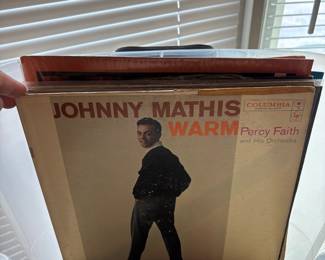 JOHNNY MATHIS
COLUMBIA
WARM
Percy Faith
and His Orchestra